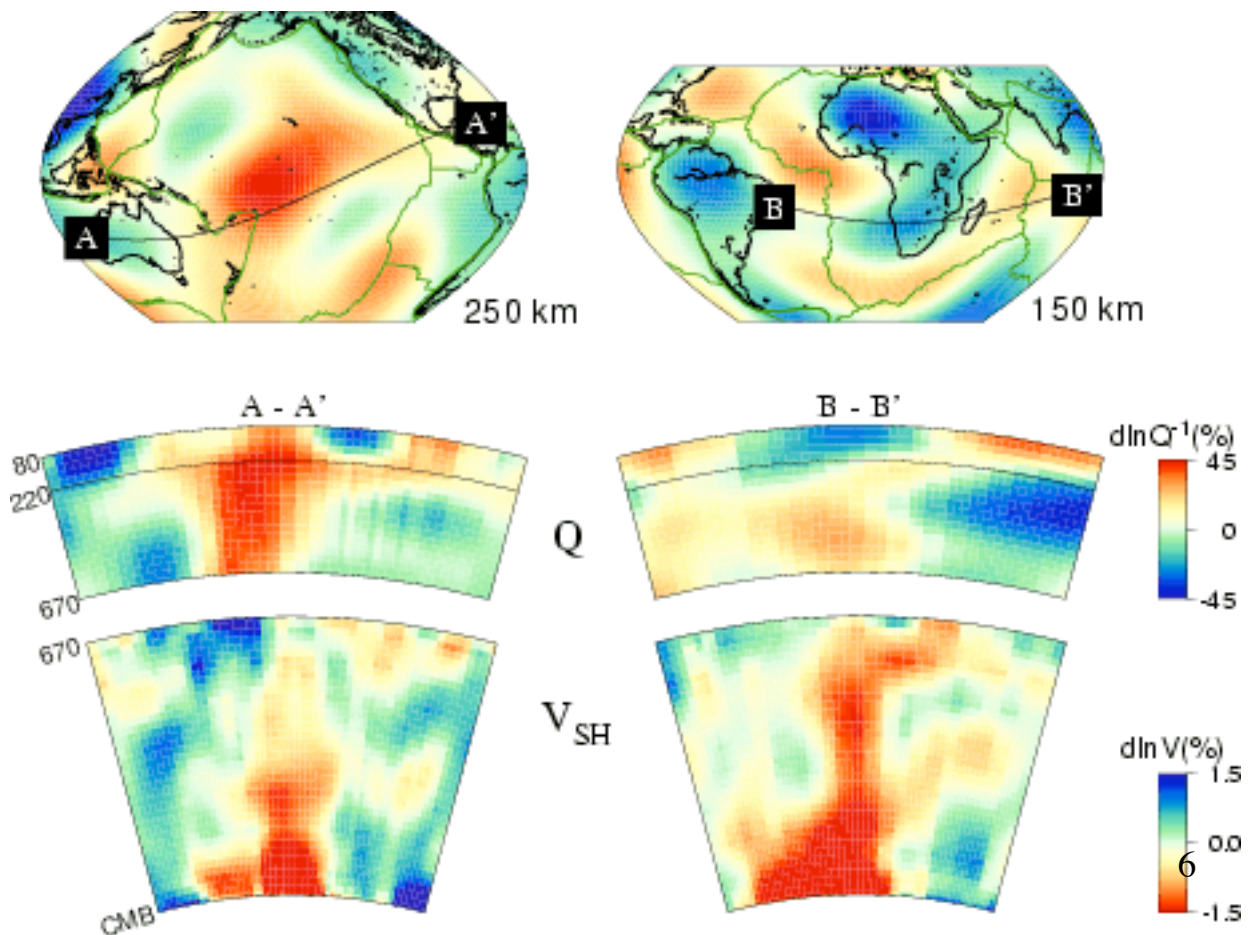 A
A'
250 km
B
B'
150 km
A - A'
B - B'
80
220
670
Q
dlnQ⁻¹(%)
45
0
-45
670
CMB
V_SH
dlnV(%)
1.5
0.0
6
-1.5